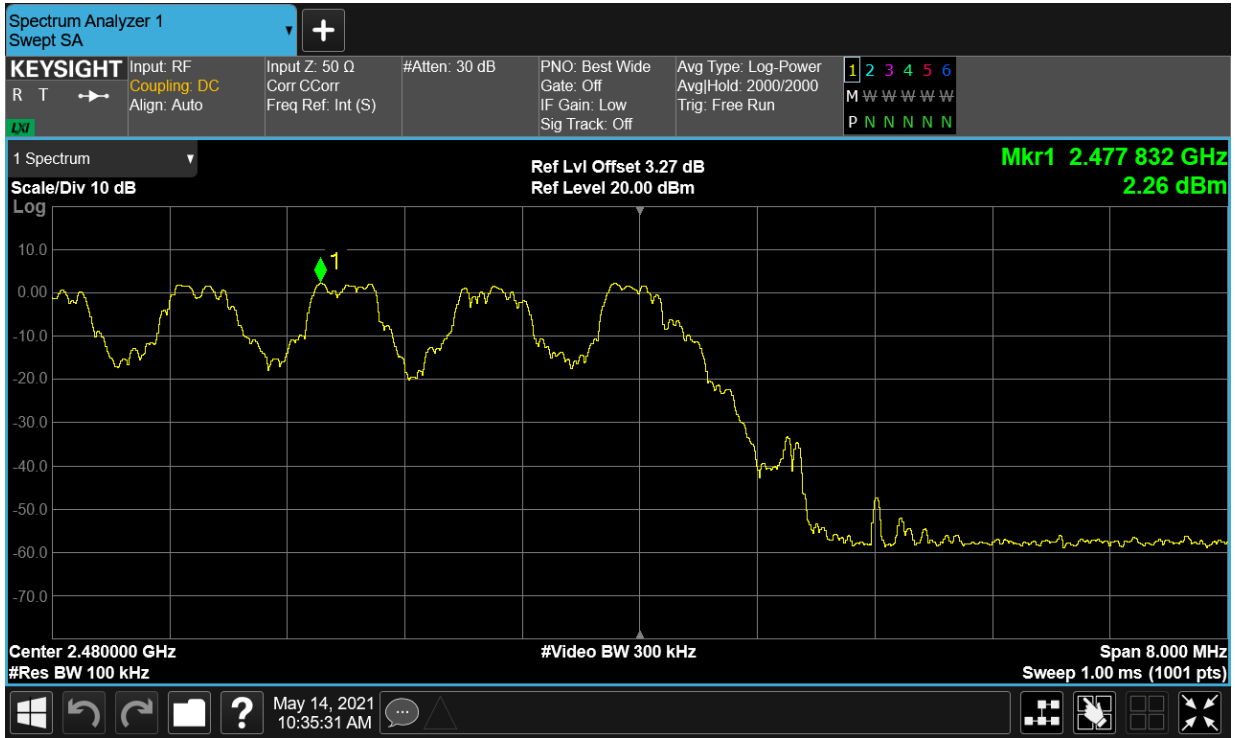 Spectrum Analyzer 1
Swept SA
KEYSIGHT
R T
LXI
Input: RF
Coupling: DC
Align: Auto
Input Z: 50 Ω
Corr CCorr
Freq Ref: Int (S)
#Atten: 30 dB
PNO: Best Wide
Gate: Off
IF Gain: Low
Sig Track: Off
Avg Type: Log-Power
Avg|Hold: 2000/2000
Trig: Free Run
1 2 3 4 5 6
M W W W W W
P N N N N N
1 Spectrum
Scale/Div 10 dB
Log
Ref Lvl Offset 3.27 dB
Ref Level 20.00 dBm
Mkr1 2.477 832 GHz
2.26 dBm
1
10.0
0.00
-10.0
-20.0
-30.0
-40.0
-50.0
-60.0
-70.0
Center 2.480000 GHz
#Res BW 100 kHz
#Video BW 300 kHz
Span 8.000 MHz
Sweep 1.00 ms (1001 pts)
?
May 14, 2021
10:35:31 AM